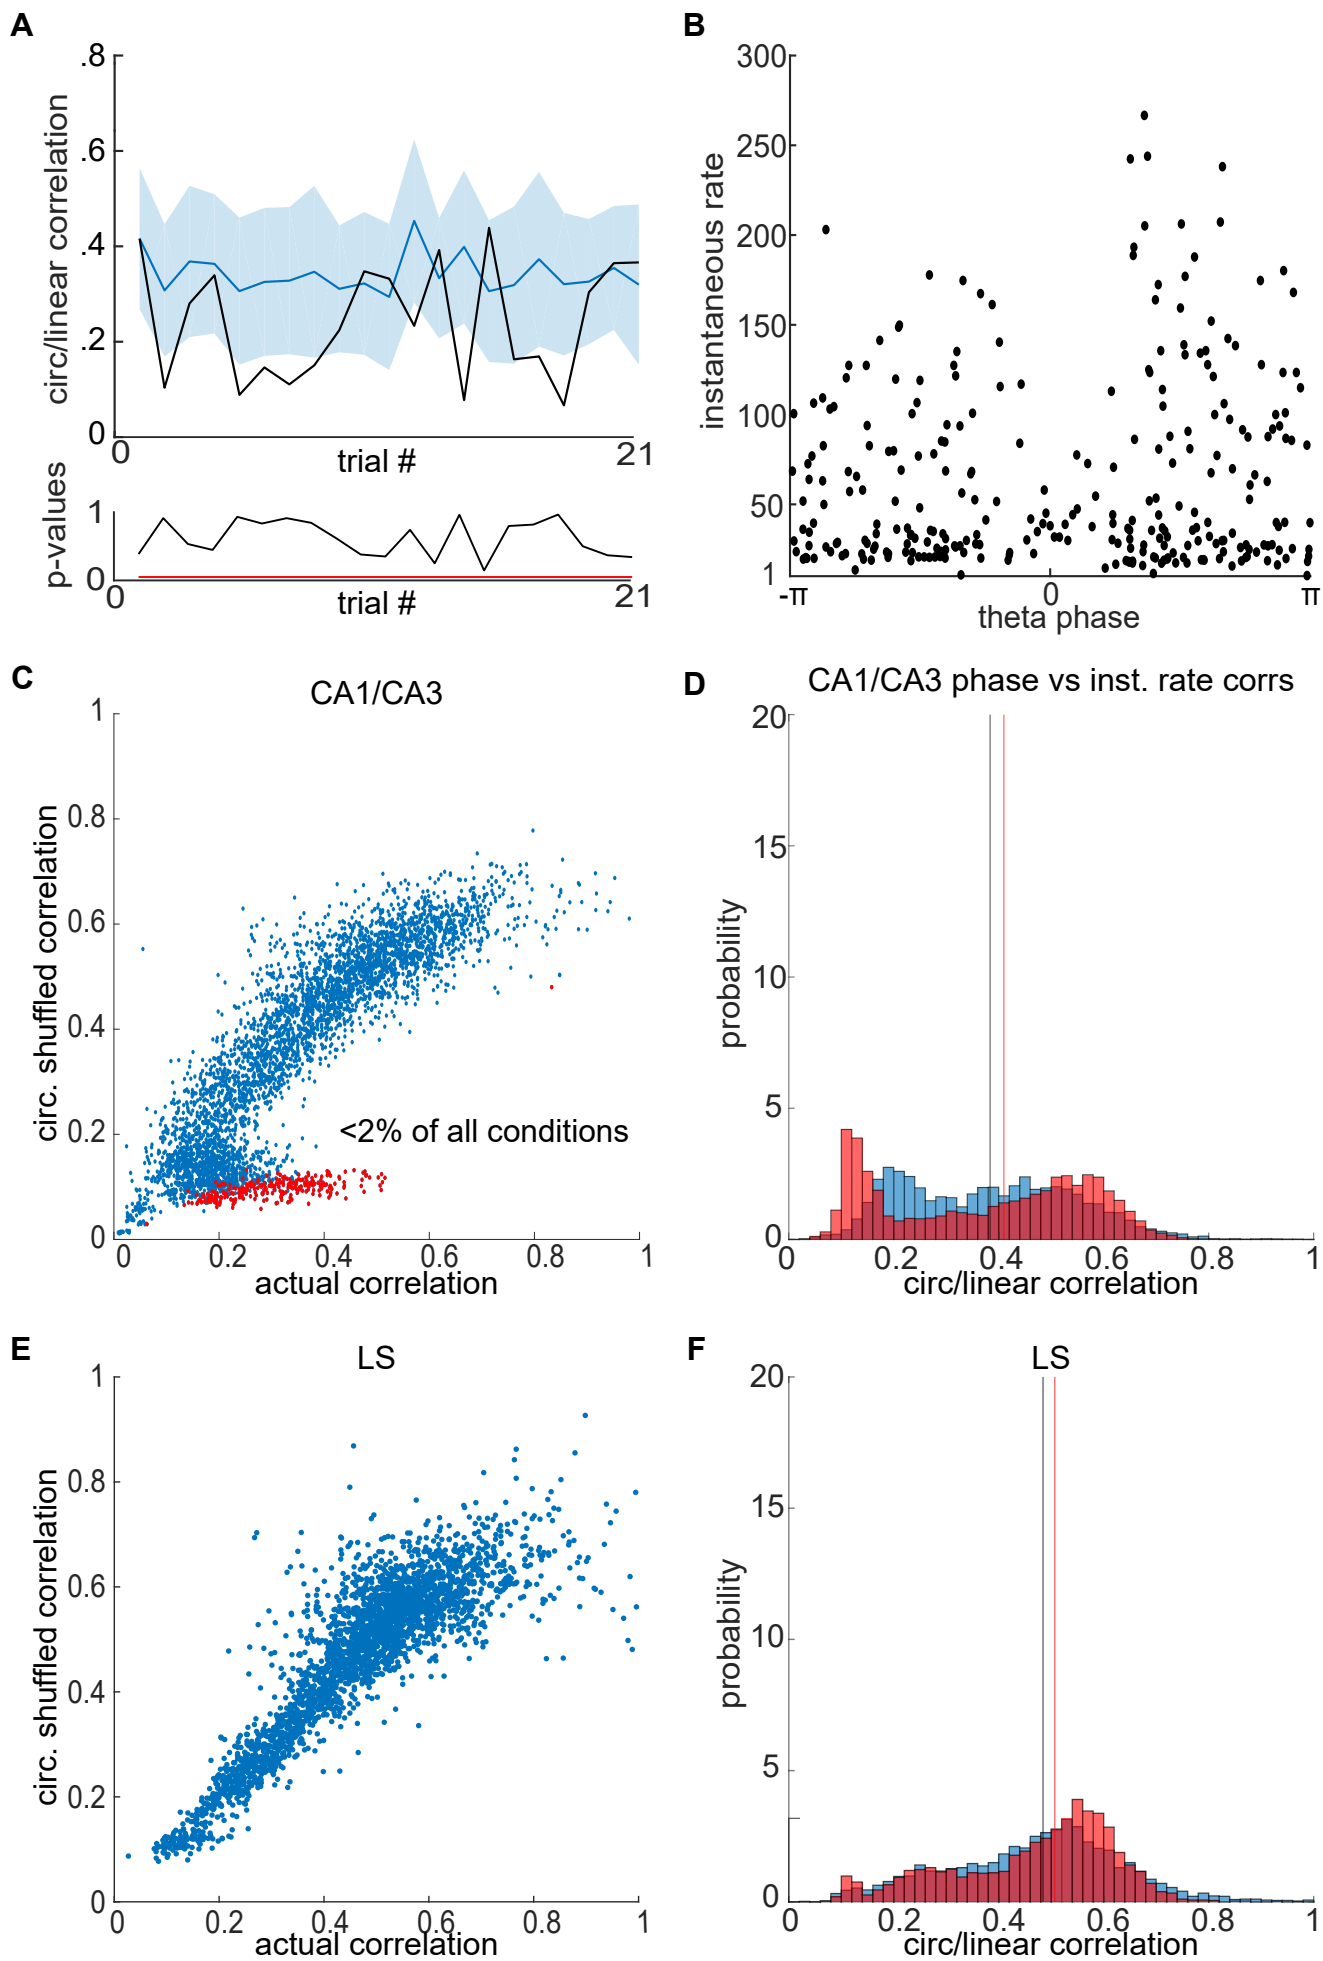 A
.8
.6
.4
.2
0
circ/linear correlation
0
trial #
21
p-values
1
0
0
trial #
21
B
300
250
200
150
100
50
1
instantaneous rate
-π
0
π
theta phase
C
CA1/CA3
1
0.8
0.6
0.4
0.2
0
circ. shuffled correlation
<2% of all conditions
0
0.2
0.4
0.6
0.8
1
actual correlation
D
CA1/CA3 phase vs inst. rate corrs
20
15
10
5
0
probability
0
0.2
0.4
0.6
0.8
1
circ/linear correlation
E
LS
1
0.8
0.6
0.4
0.2
0
circ. shuffled correlation
0
0.2
0.4
0.6
0.8
1
actual correlation
F
LS
20
15
10
5
0
probability
0
0.2
0.4
0.6
0.8
1
circ/linear correlation